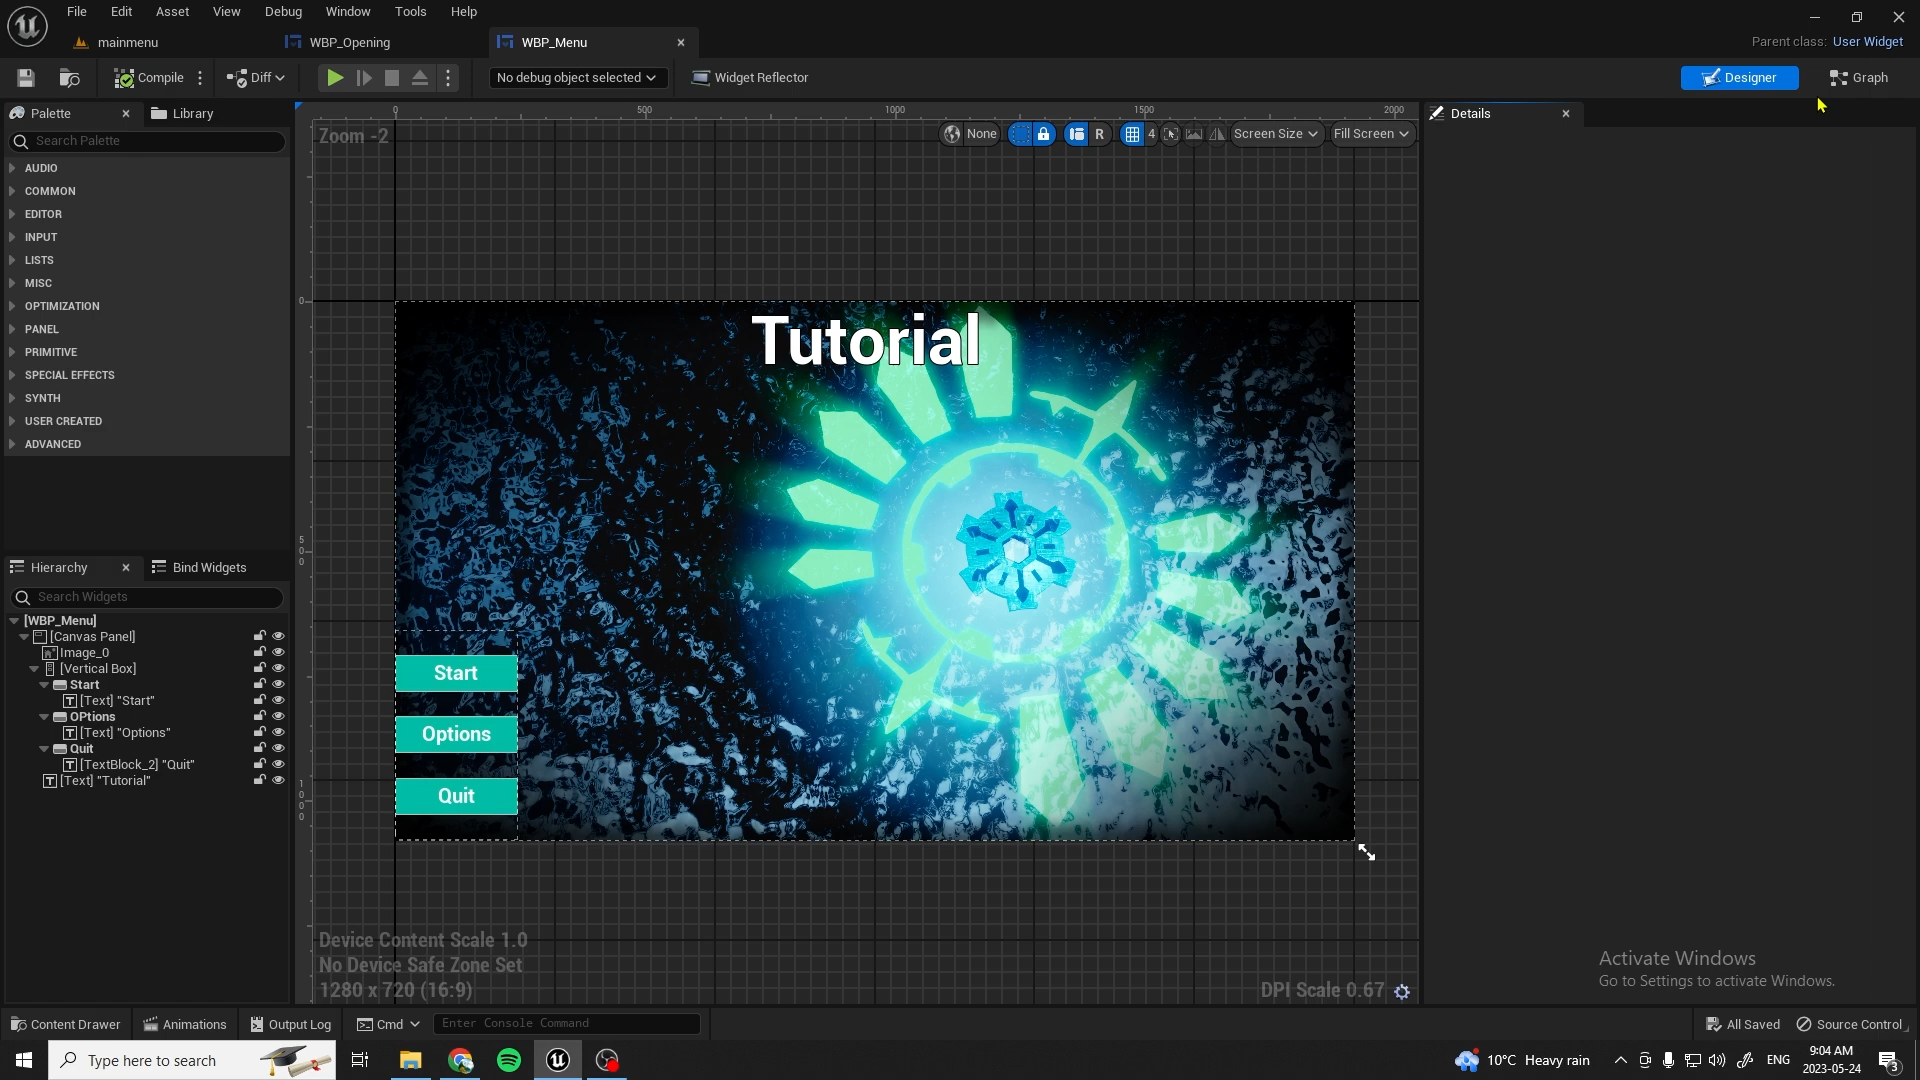 File Edit Asset View Debug Window Tools Help
mainmenu WBP_Opening WBP_Menu
Parent class: User Widget
Compile Diff No debug object selected Widget Reflector Designer Graph
Palette Library
Search Palette
AUDIO
COMMON
EDITOR
INPUT
LISTS
MISC
OPTIMIZATION
PANEL
PRIMITIVE
SPECIAL EFFECTS
SYNTH
USER CREATED
ADVANCED
Hierarchy Bind Widgets
Search Widgets
[WBP_Menu]
[Canvas Panel]
Image_0
[Vertical Box]
Start
[Text] "Start"
OPtions
[Text] "Options"
Quit
[TextBlock_2] "Quit"
[Text] "Tutorial"
0 500 1000 1500 2000
Zoom -2 None R 4 Screen Size Fill Screen
0
500
1000
Tutorial
Start
Options
Quit
Device Content Scale 1.0
No Device Safe Zone Set
1280 x 720 (16:9)
DPI Scale 0.67
Details
Activate Windows
Go to Settings to activate Windows.
Content Drawer Animations Output Log Cmd Enter Console Command All Saved Source Control
Type here to search
10°C Heavy rain ENG
9:04 AM
2023-05-24
3